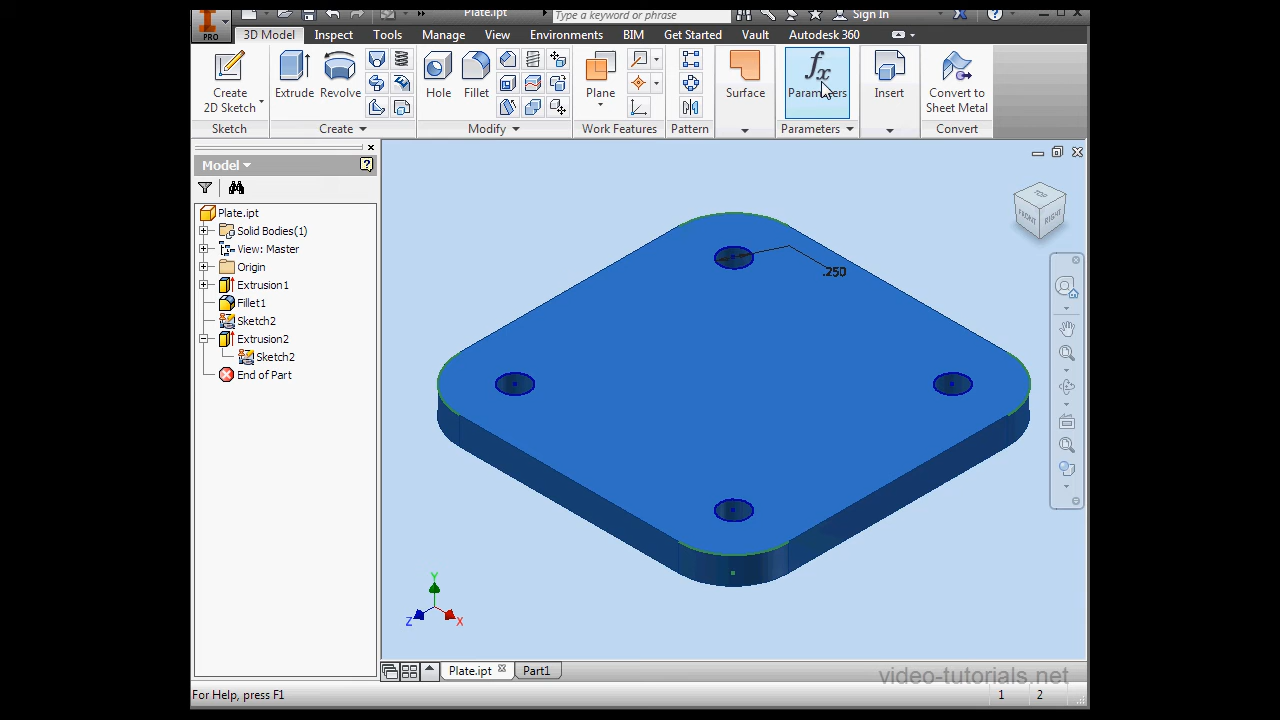 PRO
Plate.ipt
Type a keyword or phrase
Sign In
3D Model
Inspect
Tools
Manage
View
Environments
BIM
Get Started
Vault
Autodesk 360
Create
2D Sketch
Extrude
Revolve
Hole
Fillet
Plane
Surface
Parameters
Insert
Convert to
Sheet Metal
Sketch
Create
Modify
Work Features
Pattern
Parameters
Convert
Model
Plate.ipt
Solid Bodies(1)
View: Master
Origin
Extrusion1
Fillet1
Sketch2
Extrusion2
Sketch2
End of Part
.250
TOP
FRONT
RIGHT
Y
Z
X
Plate.ipt
Part1
video-tutorials.net
For Help, press F1
1
2